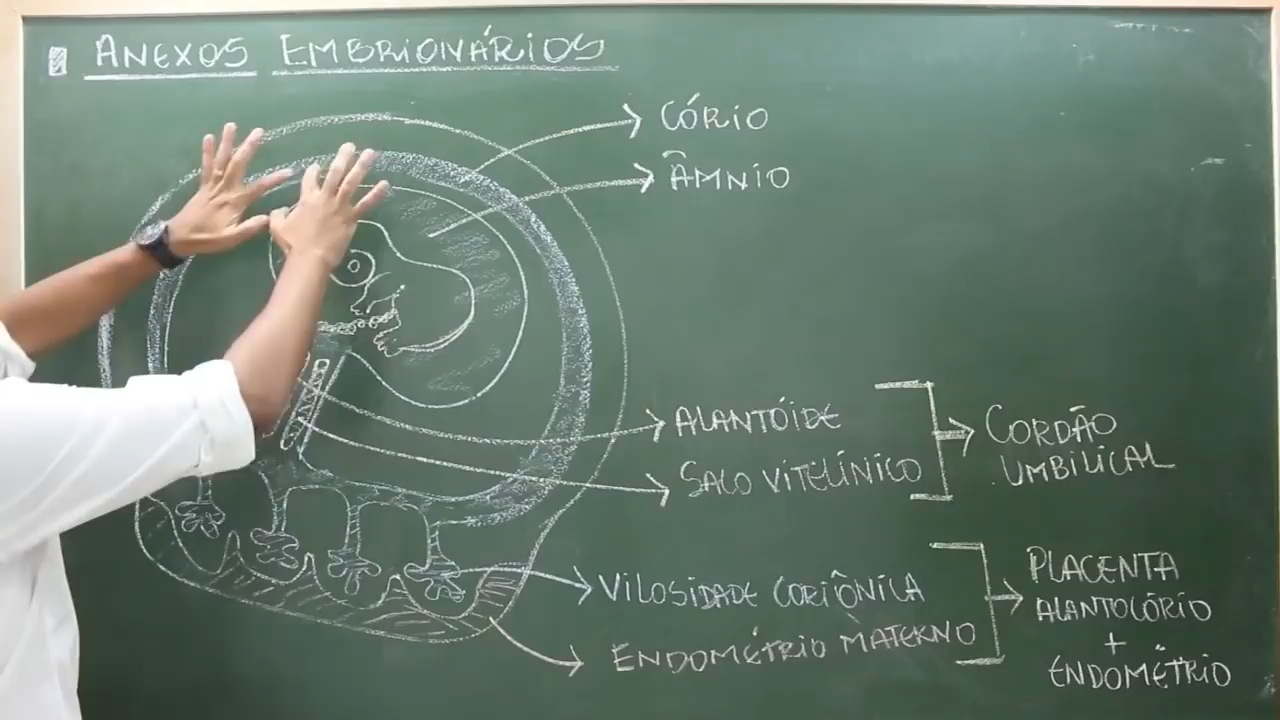 ANEXOS EMBRIONÁRIOS
CÓRIO
ÂMNIO
ALANTÓIDE
SACO VITELÍNICO
CORDÃO
UMBILICAL
VILOSIDADE CORIÔNICA
ENDOMÉTRIO MATERNO
PLACENTA
ALANTOCÓRIO
+
ENDOMÉTRIO